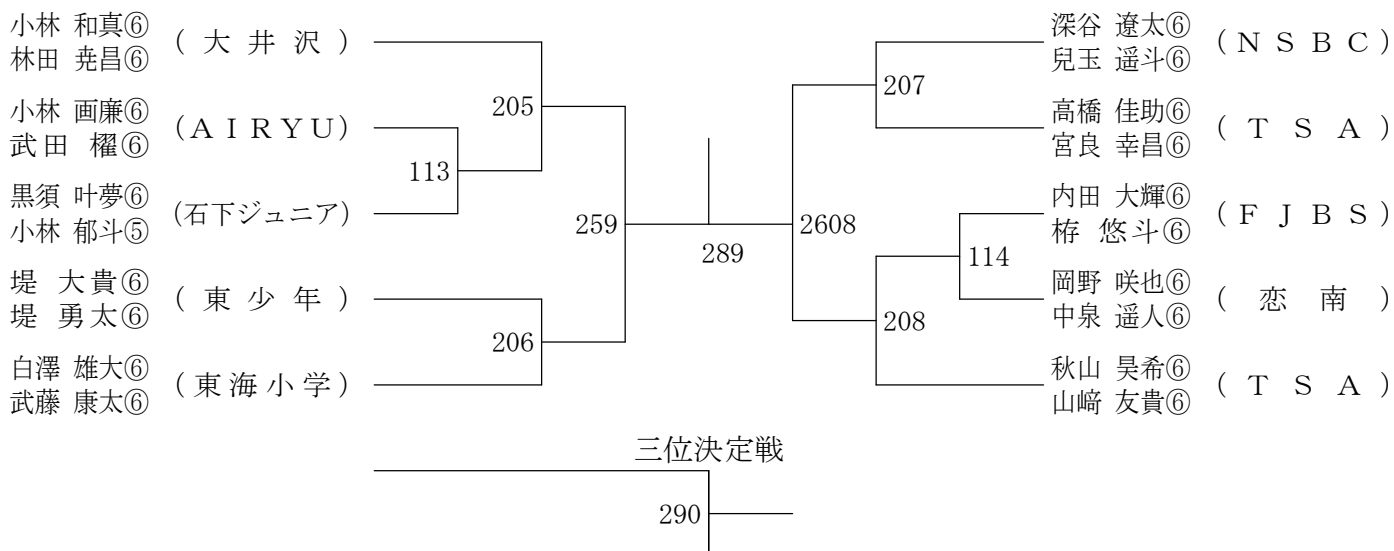 小林 和真⑥
林田 尭昌⑥
(大井沢)
小林 画廉⑥
武田 櫂⑥
(AIRYU)
黒須 叶夢⑥
小林 郁斗⑤
(石下ジュニア)
堤 大貴⑥
堤 勇太⑥
(東少年)
白澤 雄大⑥
武藤 康太⑥
(東海小学)
205
113
259
206
289
2608
207
114
208
深谷 遼太⑥
兒玉 遥斗⑥
(NSBC)
高橋 佳助⑥
宮良 幸昌⑥
(TSA)
内田 大輝⑥
栫 悠斗⑥
(FJBS)
岡野 咲也⑥
中泉 遥人⑥
(恋南)
秋山 昊希⑥
山﨑 友貴⑥
(TSA)
三位決定戦
290